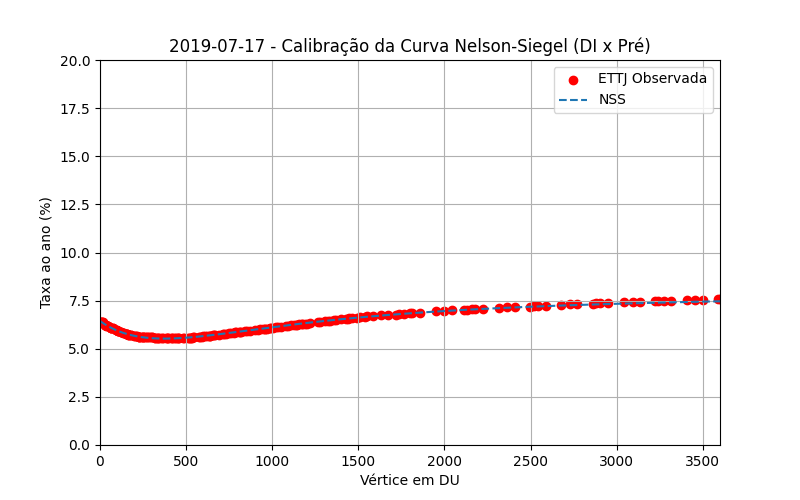 2019-07-17 - Calibração da Curva Nelson-Siegel (DI x Pré)
ETTJ Observada
NSS
Taxa ao ano (%)
20.0
17.5
15.0
12.5
10.0
7.5
5.0
2.5
0.0
0 500 1000 1500 2000 2500 3000 3500
Vértice em DU